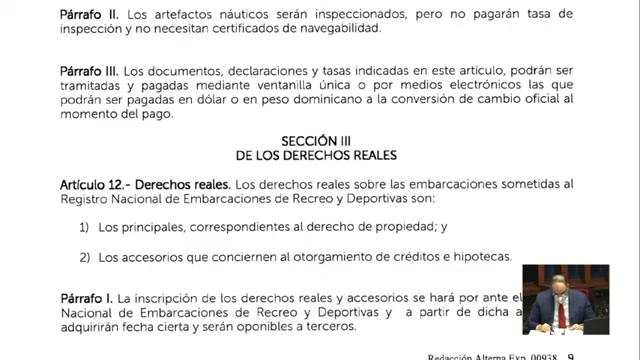 Párrafo II. Los artefactos náuticos serán inspeccionados, pero no pagarán tasa de
inspección y no necesitan certificados de navegabilidad.
Párrafo III. Los documentos, declaraciones y tasas indicadas en este artículo, podrán ser
tramitadas y pagadas mediante ventanilla única o por medios electrónicos las que
podrán ser pagadas en dólar o en peso dominicano a la conversión de cambio oficial al
momento del pago.
SECCIÓN III
DE LOS DERECHOS REALES
Artículo 12.- Derechos reales. Los derechos reales sobre las embarcaciones sometidas al
Registro Nacional de Embarcaciones de Recreo y Deportivas son:
1) Los principales, correspondientes al derecho de propiedad; y
2) Los accesorios que conciernen al otorgamiento de créditos e hipotecas.
Párrafo I. La inscripción de los derechos reales y accesorios se hará por ante el
Nacional de Embarcaciones de Recreo y Deportivas y a partir de dicha
adquirirán fecha cierta y serán oponibles a terceros.
Redacción Alterna Exp. 00938 9